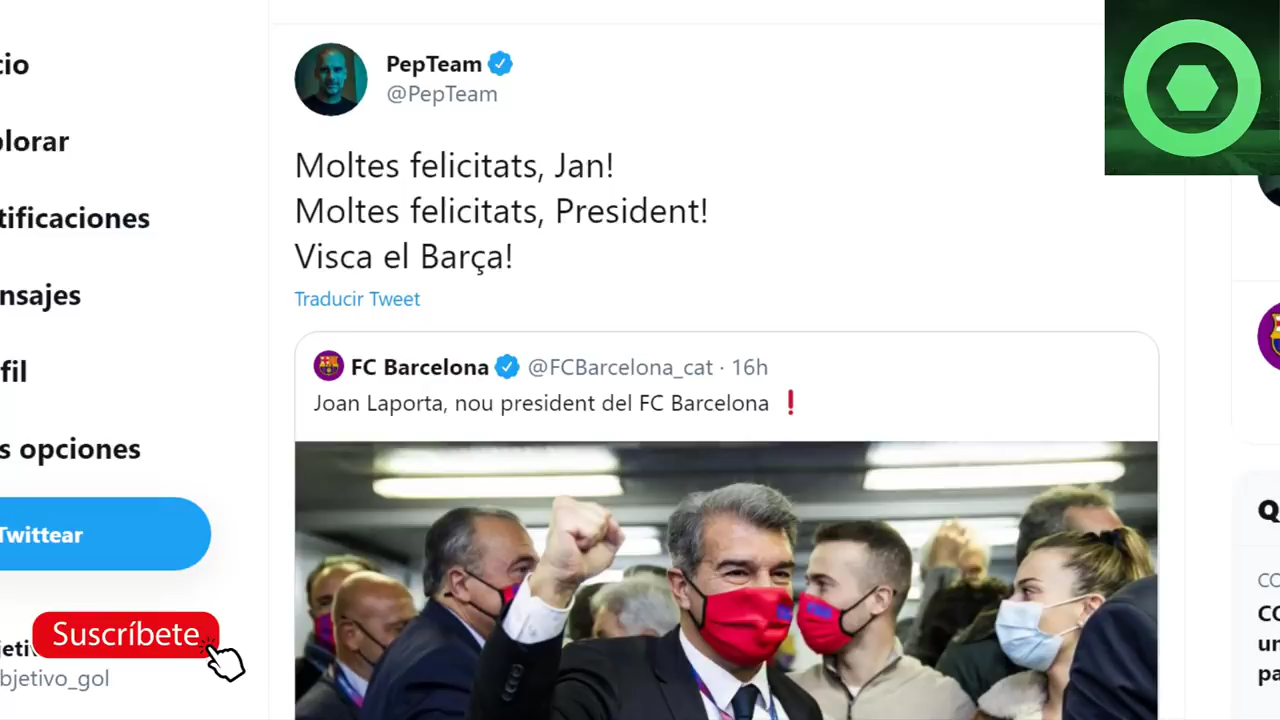 cio
PepTeam
@PepTeam
plorar
Moltes felicitats, Jan!
Moltes felicitats, President!
Visca el Barça!
tificaciones
Traducir Tweet
nsajes
FC Barcelona @FCBarcelona_cat · 16h
Joan Laporta, nou president del FC Barcelona ❗
fil
s opciones
Twittear
Suscríbete
bjetivo_gol
Q
CO
CO
un
pa